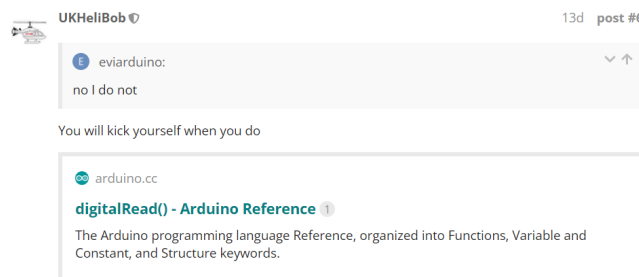 UKHeliBob 13d post #
E eviarduino:
no I do not
You will kick yourself when you do
arduino.cc
digitalRead() - Arduino Reference 1
The Arduino programming language Reference, organized into Functions, Variable and
Constant, and Structure keywords.